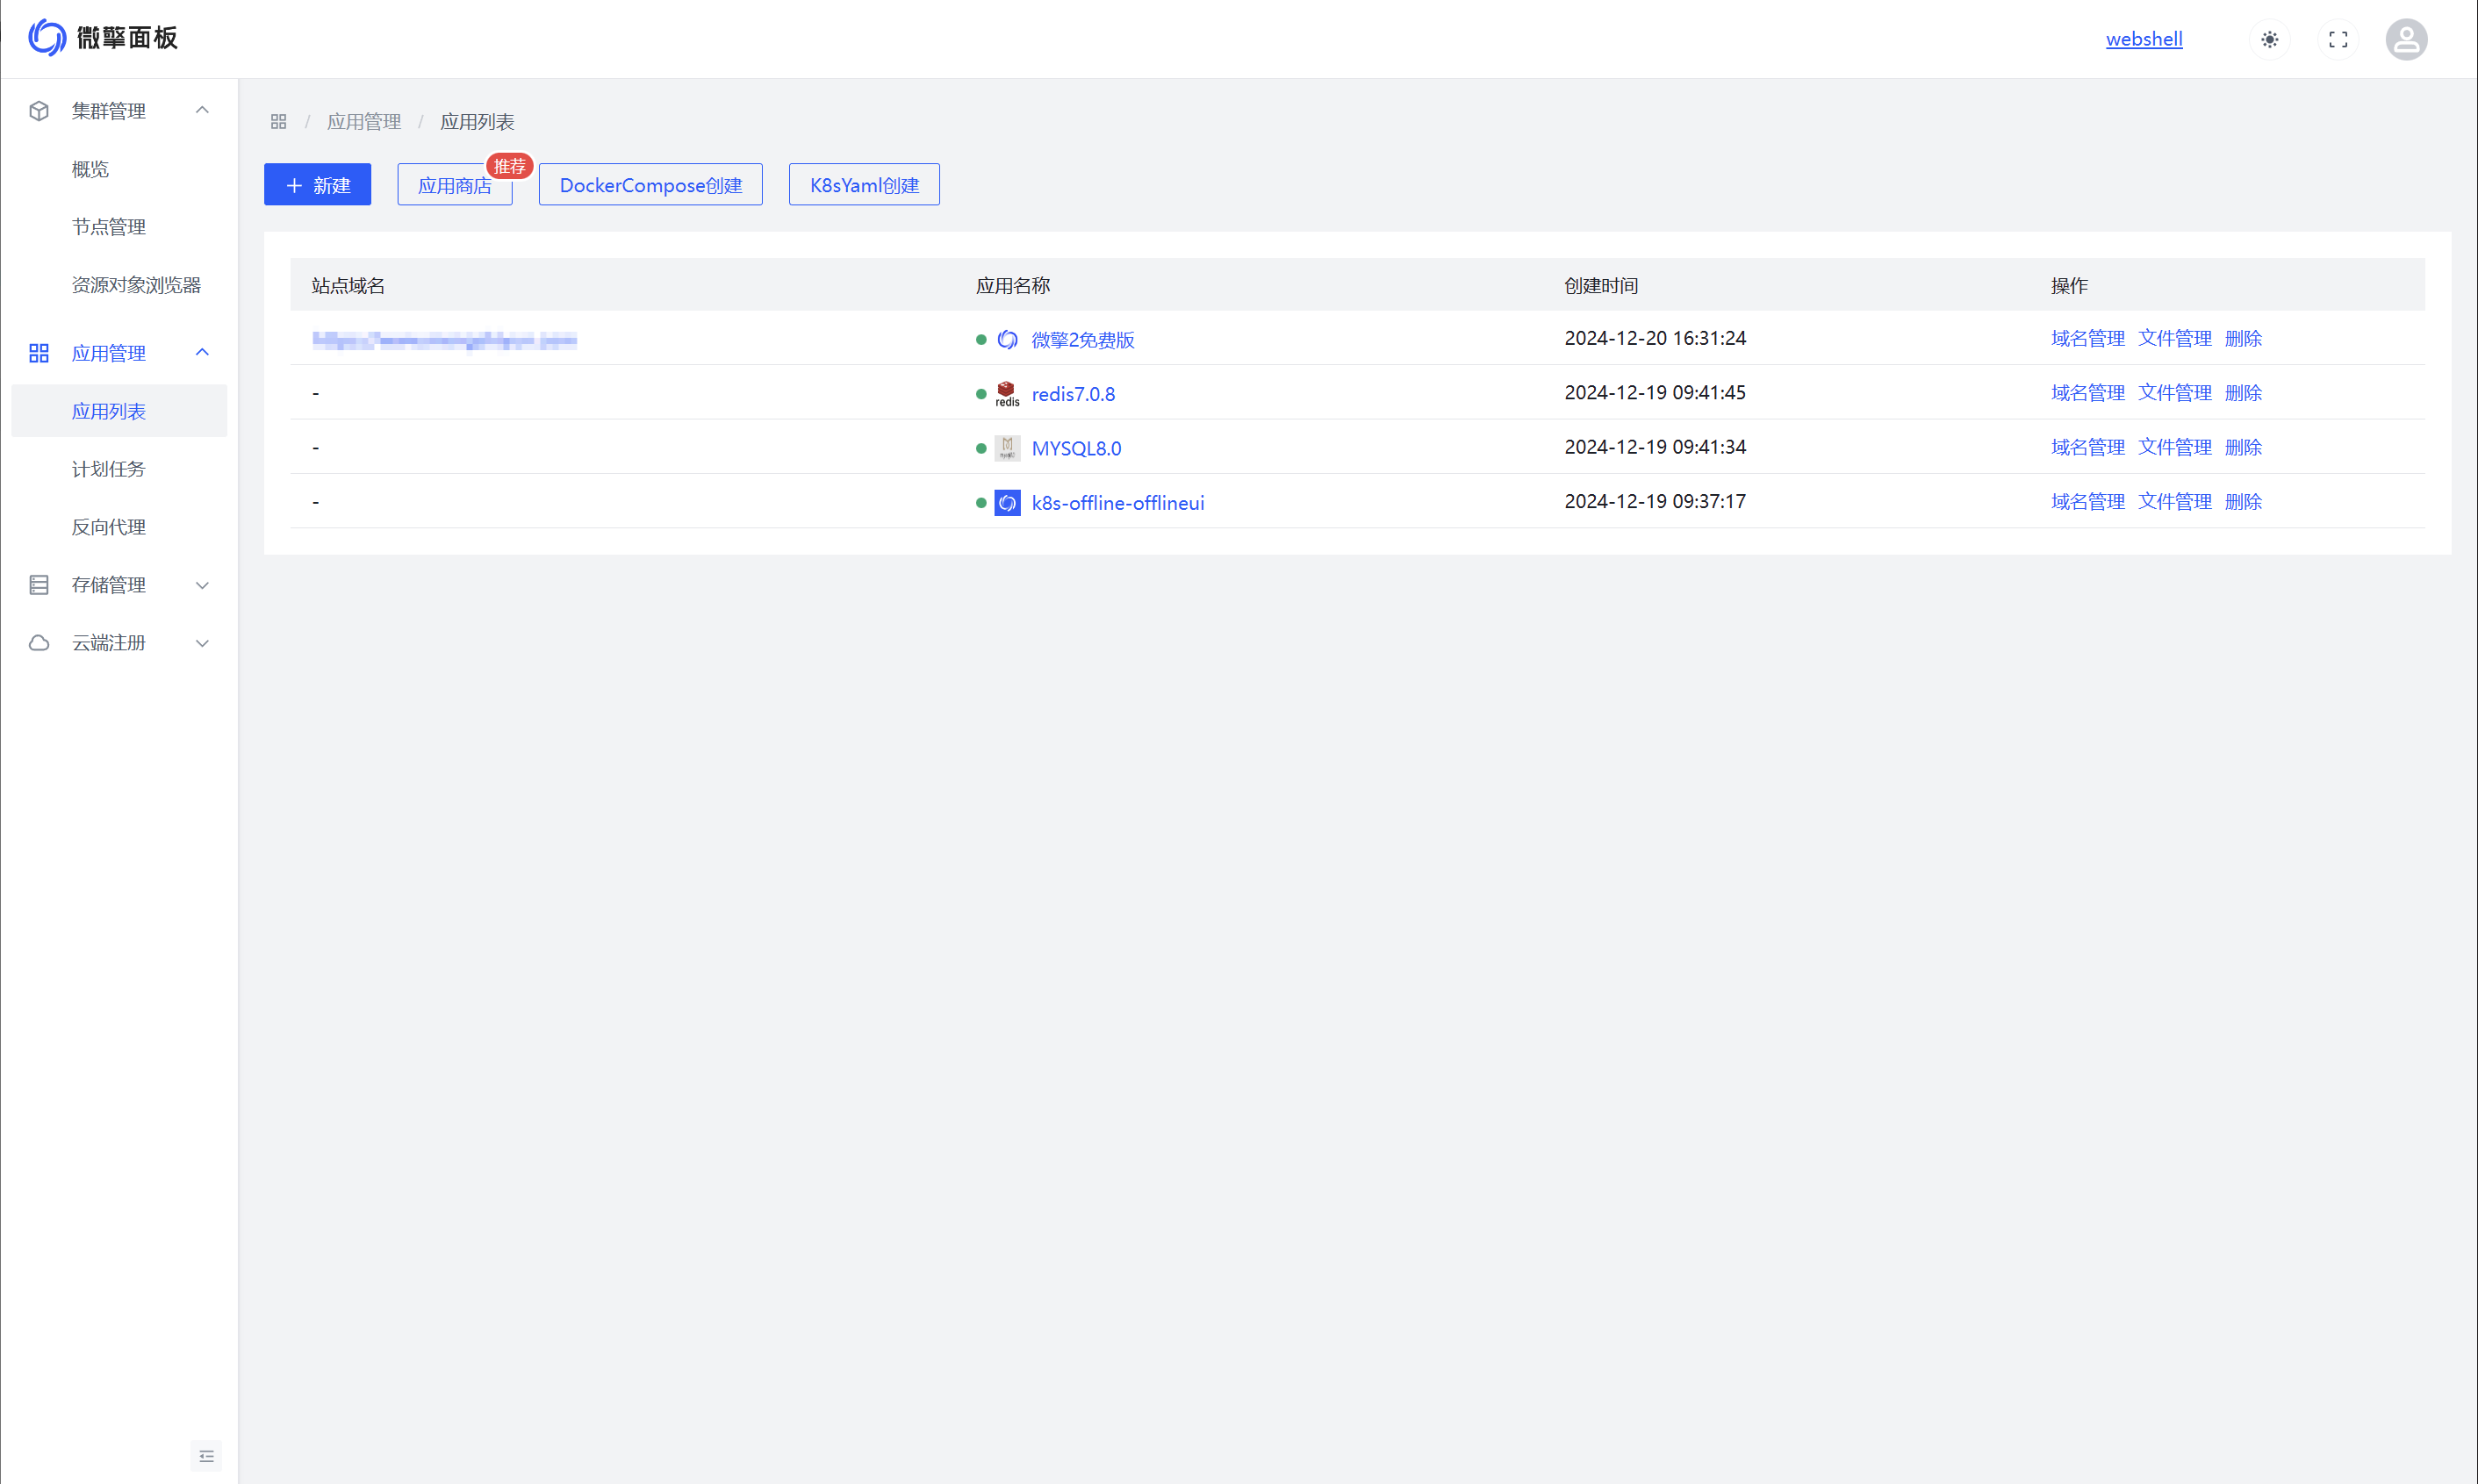 微擎面板
webshell
集群管理
概览
节点管理
资源对象浏览器
应用管理
应用列表
计划任务
反向代理
存储管理
云端注册
/ 应用管理 / 应用列表
新建 应用商店 推荐 DockerCompose创建 K8sYaml创建
站点域名 应用名称 创建时间 操作
微擎2免费版 2024-12-20 16:31:24 域名管理 文件管理 删除
- redis redis7.0.8 2024-12-19 09:41:45 域名管理 文件管理 删除
- MYSQL8.0 2024-12-19 09:41:34 域名管理 文件管理 删除
- k8s-offline-offlineui 2024-12-19 09:37:17 域名管理 文件管理 删除